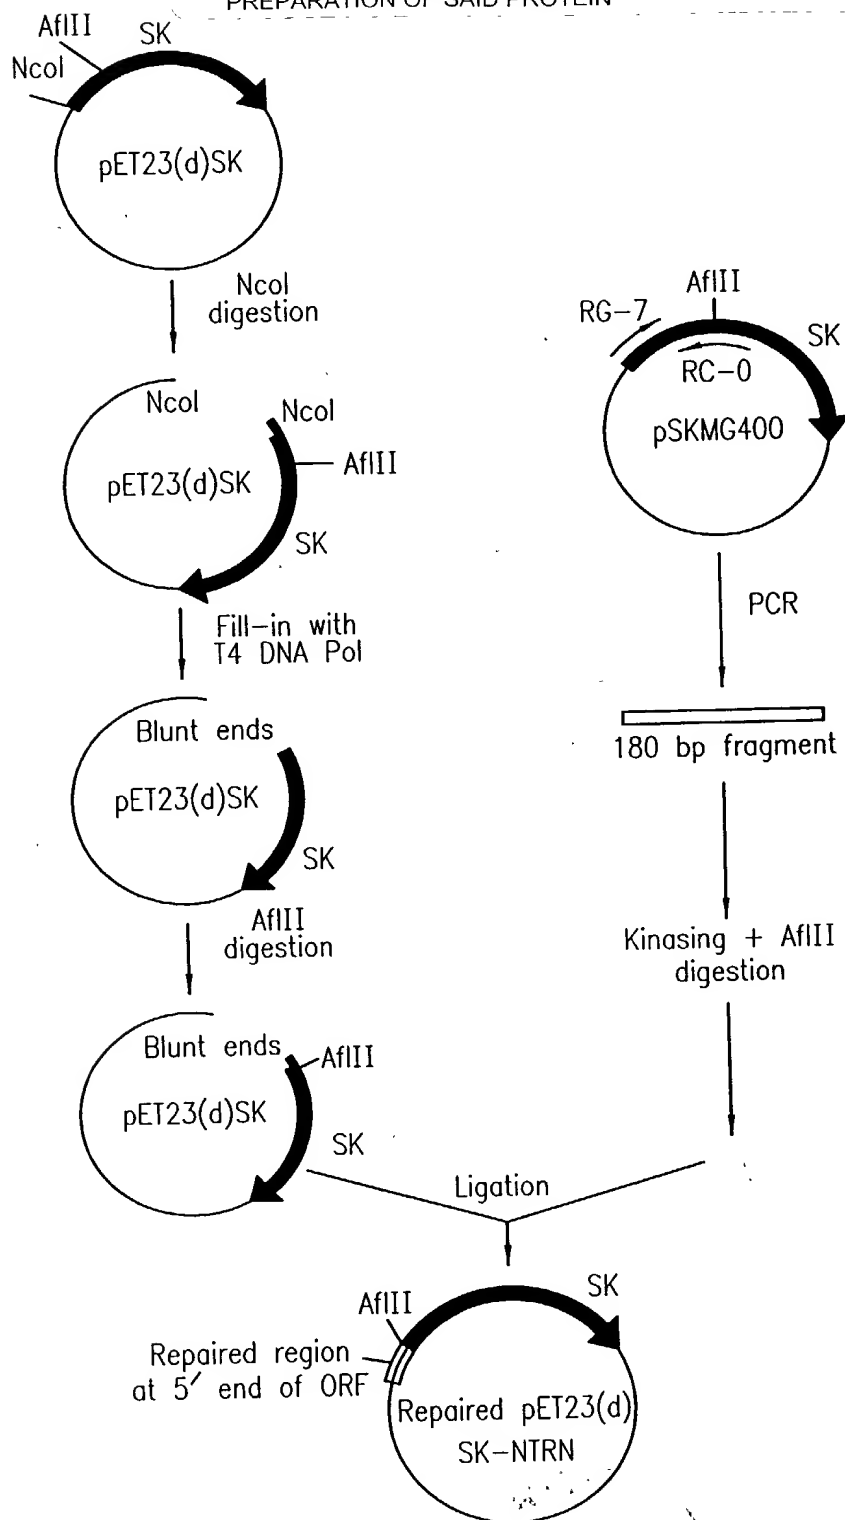 PREPARATION OF SAID PROTEIN
AflII
SK
NcoI
pET23(d)SK
NcoI
digestion
NcoI
NcoI
AflII
pET23(d)SK
SK
Fill-in with
T4 DNA Pol
Blunt ends
pET23(d)SK
SK
AflII
digestion
Blunt ends
AflII
pET23(d)SK
SK
AflII
RG-7
SK
RC-0
pSKMG400
PCR
180 bp fragment
Kinasing + AflII
digestion
Ligation
SK
AflII
Repaired region
at 5′ end of ORF
Repaired pET23(d)
SK-NTRN